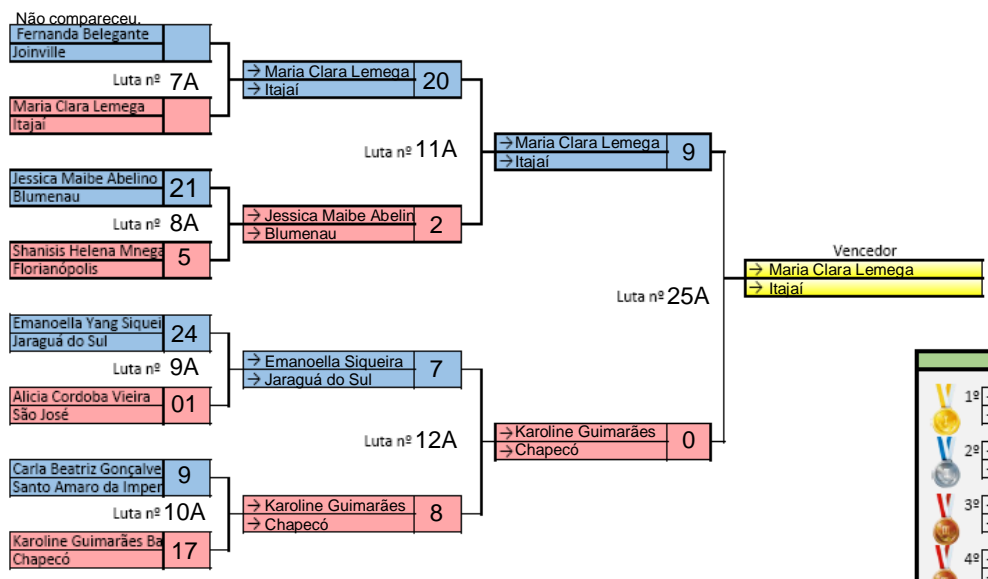 Não compareceu.
Fernanda Belegante
Joinville
Luta nº 7A
Maria Clara Lemega
Itajaí
→ Maria Clara Lemega 20
→ Itajaí
Luta nº 11A
Jessica Maibe Abelino 21
Blumenau
Luta nº 8A
Shanisis Helena Mnega 5
Florianópolis
→ Jessica Maibe Abelin 2
→ Blumenau
→ Maria Clara Lemega 9
→ Itajaí
Luta nº 25A
Vencedor
→ Maria Clara Lemega
→ Itajaí
Emanoella Yang Siquei 24
Jaraguá do Sul
Luta nº 9A
Alicia Cordoba Vieira 01
São José
→ Emanoella Siqueira 7
→ Jaraguá do Sul
Luta nº 12A
Carla Beatriz Gonçalve 9
Santo Amaro da Imper
Luta nº 10A
Karoline Guimarães Ba 17
Chapecó
→ Karoline Guimarães 8
→ Chapecó
→ Karoline Guimarães 0
→ Chapecó
1º
2º
3º
4º